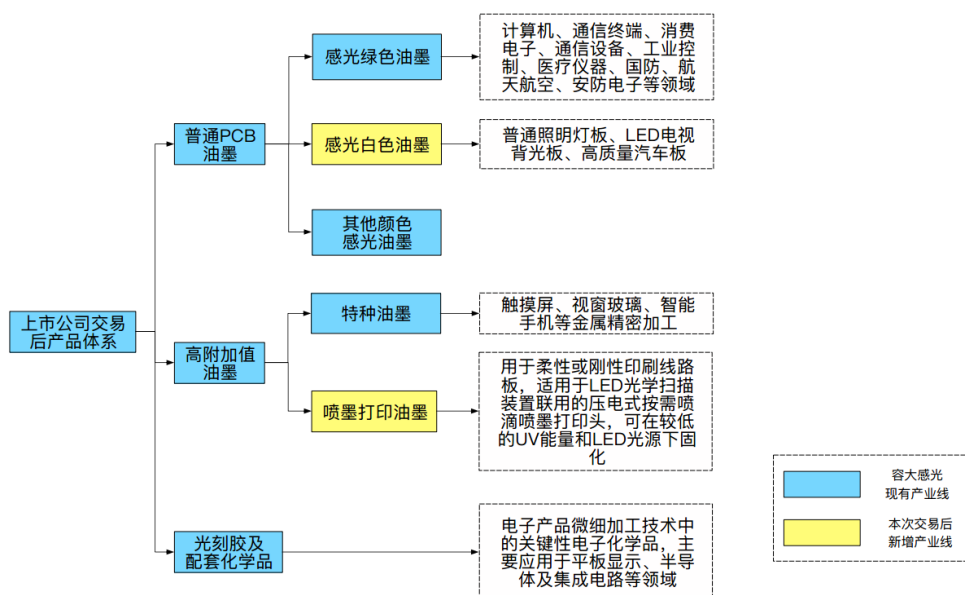 计算机、通信终端、消费
电子、通信设备、工业控
制、医疗仪器、国防、航
天航空、安防电子等领域
感光绿色油墨
普通PCB
油墨
感光白色油墨
普通照明灯板、LED电视
背光板、高质量汽车板
其他颜色
感光油墨
特种油墨
触摸屏、视窗玻璃、智能
手机等金属精密加工
上市公司交易
后产品体系
高附加值
油墨
用于柔性或刚性印刷线路
板，适用于LED光学扫描
装置联用的压电式按需喷
滴喷墨打印头，可在较低
的UV能量和LED光源下固
化
喷墨打印油墨
容大感光
现有产业线
本次交易后
新增产业线
光刻胶及
配套化学品
电子产品微细加工技术中
的关键性电子化学品，主
要应用于平板显示、半导
体及集成电路等领域